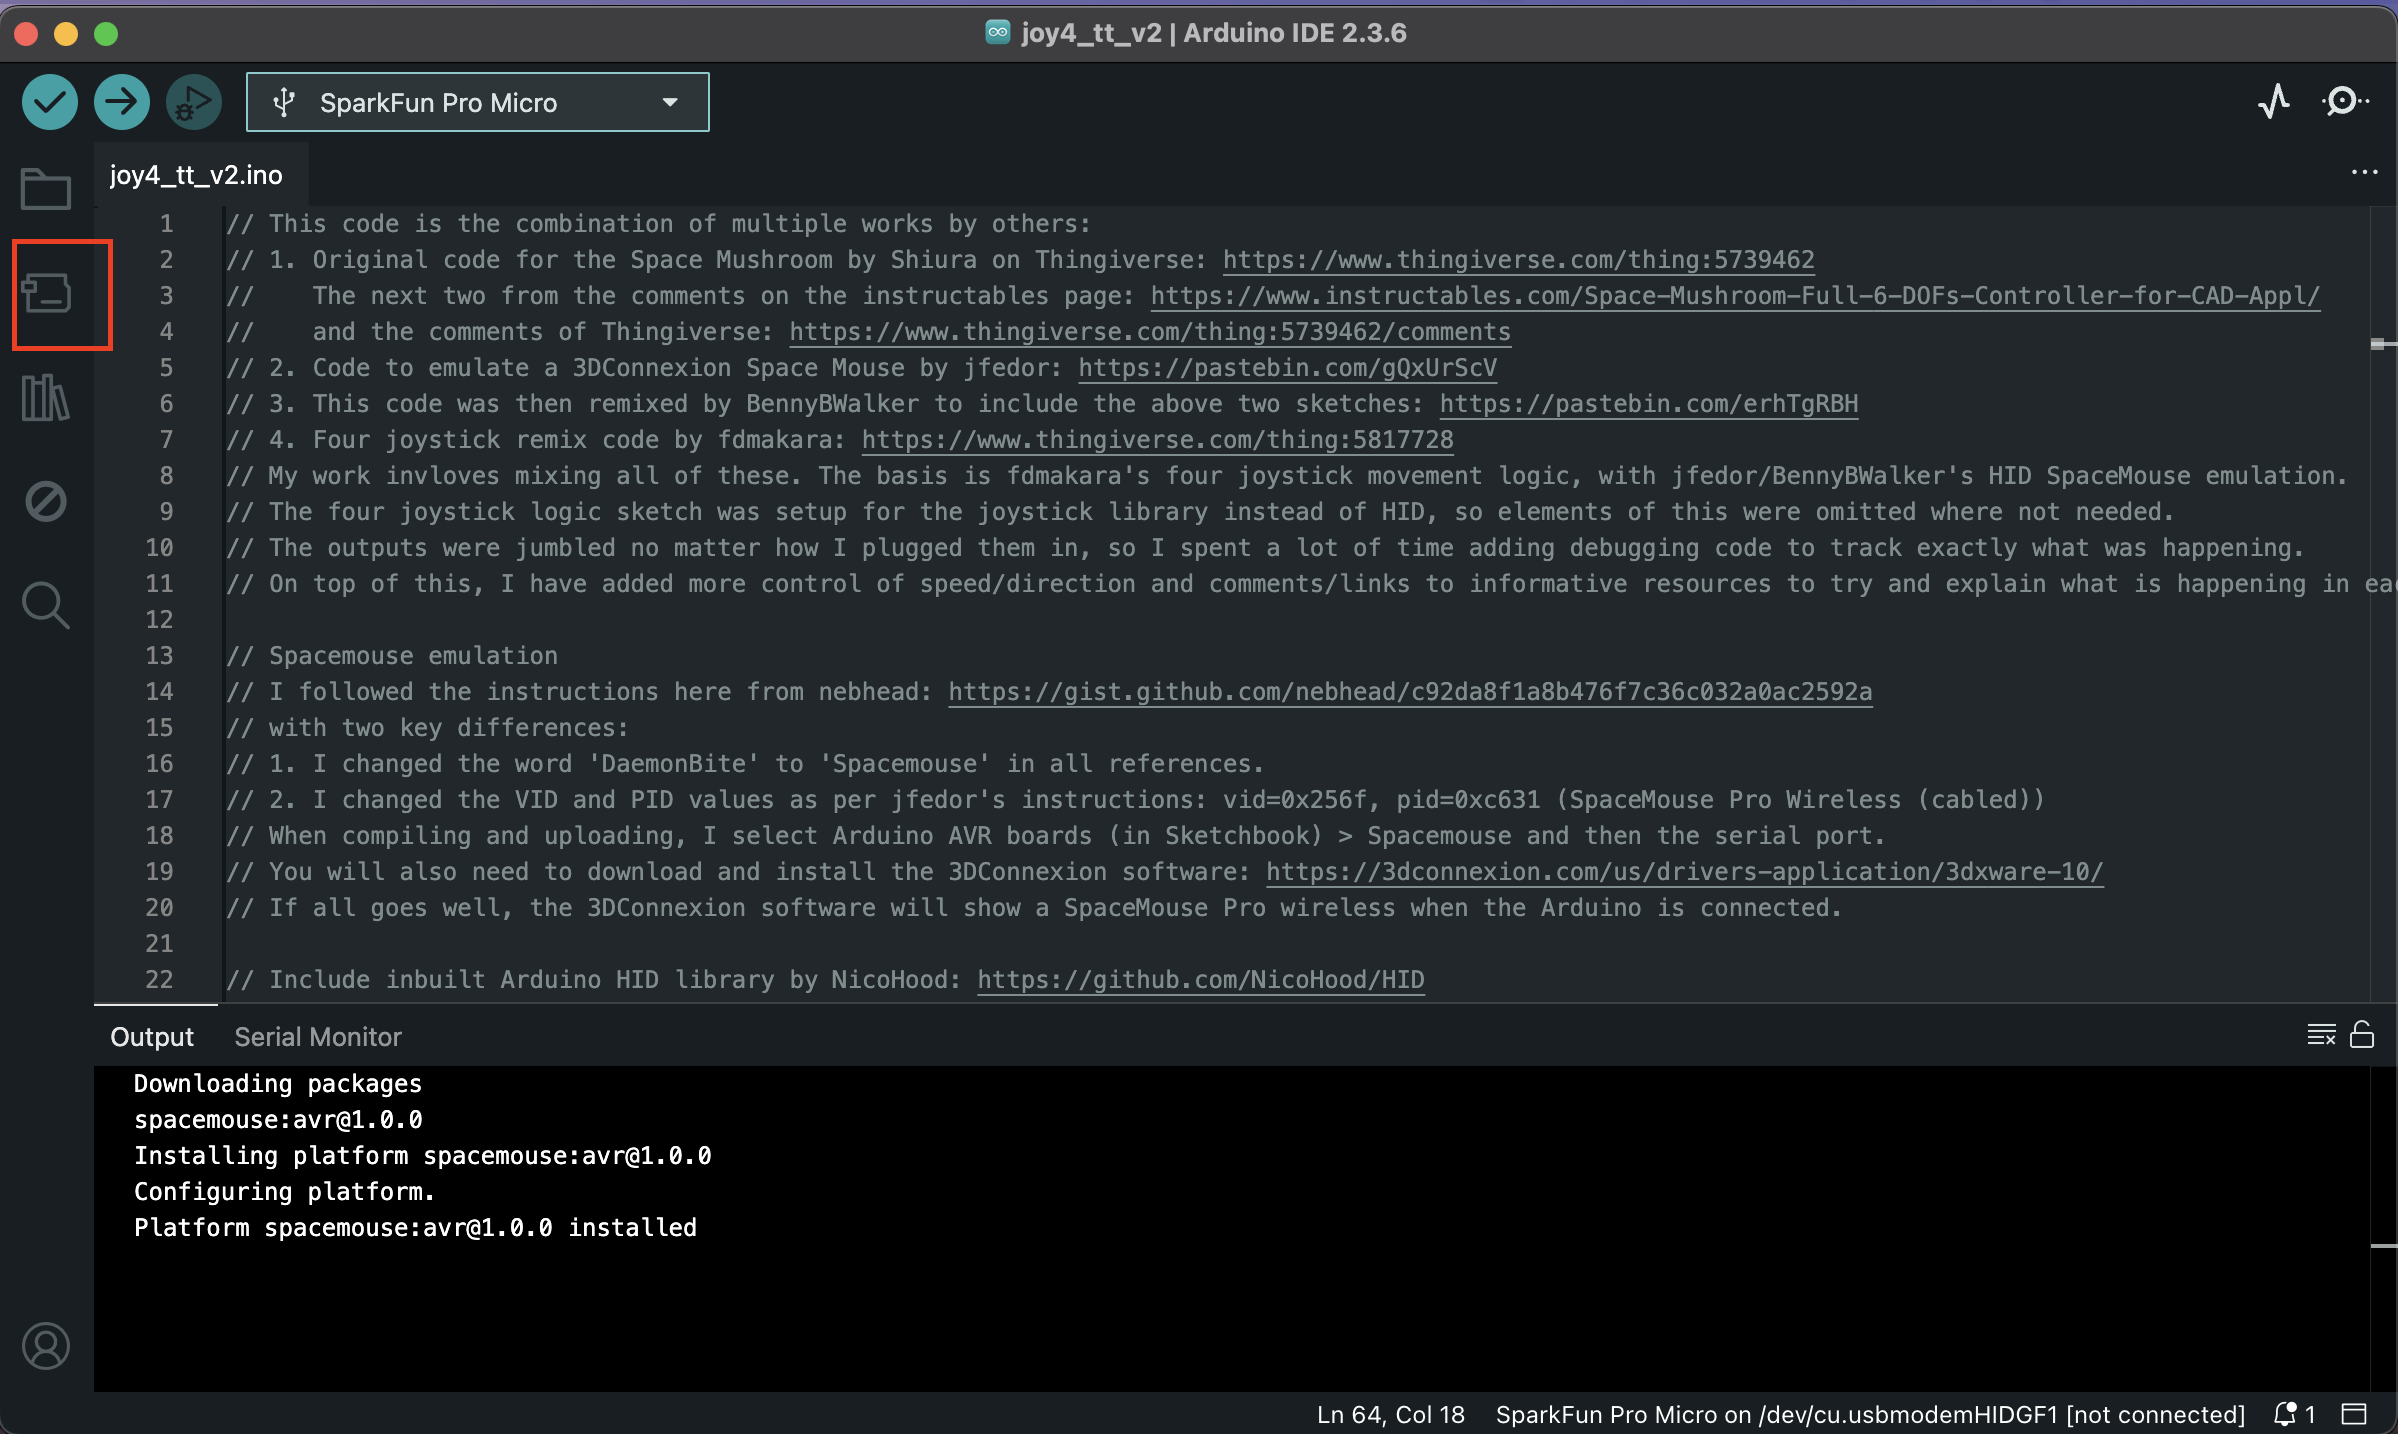 joy4_tt_v2 | Arduino IDE 2.3.6
SparkFun Pro Micro
joy4_tt_v2.ino
1 // This code is the combination of multiple works by others:
2 // 1. Original code for the Space Mushroom by Shiura on Thingiverse: https://www.thingiverse.com/thing:5739462
3 //    The next two from the comments on the instructables page: https://www.instructables.com/Space-Mushroom-Full-6-DOFs-Controller-for-CAD-Appl/
4 //    and the comments of Thingiverse: https://www.thingiverse.com/thing:5739462/comments
5 // 2. Code to emulate a 3DConnexion Space Mouse by jfedor: https://pastebin.com/gQxUrScV
6 // 3. This code was then remixed by BennyBWalker to include the above two sketches: https://pastebin.com/erhTgRBH
7 // 4. Four joystick remix code by fdmakara: https://www.thingiverse.com/thing:5817728
8 // My work invloves mixing all of these. The basis is fdmakara's four joystick movement logic, with jfedor/BennyBWalker's HID SpaceMouse emulation.
9 // The four joystick logic sketch was setup for the joystick library instead of HID, so elements of this were omitted where not needed.
10 // The outputs were jumbled no matter how I plugged them in, so I spent a lot of time adding debugging code to track exactly what was happening.
11 // On top of this, I have added more control of speed/direction and comments/links to informative resources to try and explain what is happening in eac
12
13 // Spacemouse emulation
14 // I followed the instructions here from nebhead: https://gist.github.com/nebhead/c92da8f1a8b476f7c36c032a0ac2592a
15 // with two key differences:
16 // 1. I changed the word 'DaemonBite' to 'Spacemouse' in all references.
17 // 2. I changed the VID and PID values as per jfedor's instructions: vid=0x256f, pid=0xc631 (SpaceMouse Pro Wireless (cabled))
18 // When compiling and uploading, I select Arduino AVR boards (in Sketchbook) > Spacemouse and then the serial port.
19 // You will also need to download and install the 3DConnexion software: https://3dconnexion.com/us/drivers-application/3dxware-10/
20 // If all goes well, the 3DConnexion software will show a SpaceMouse Pro wireless when the Arduino is connected.
21
22 // Include inbuilt Arduino HID library by NicoHood: https://github.com/NicoHood/HID
Output Serial Monitor
Downloading packages
spacemouse:avr@1.0.0
Installing platform spacemouse:avr@1.0.0
Configuring platform.
Platform spacemouse:avr@1.0.0 installed
Ln 64, Col 18 SparkFun Pro Micro on /dev/cu.usbmodemHIDGF1 [not connected] 1